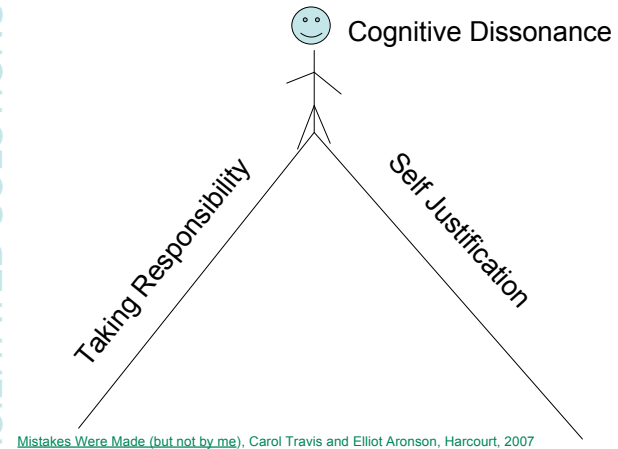 Cognitive Dissonance
Taking Responsibility
Self Justification
Mistakes Were Made (but not by me), Carol Travis and Elliot Aronson, Harcourt, 2007